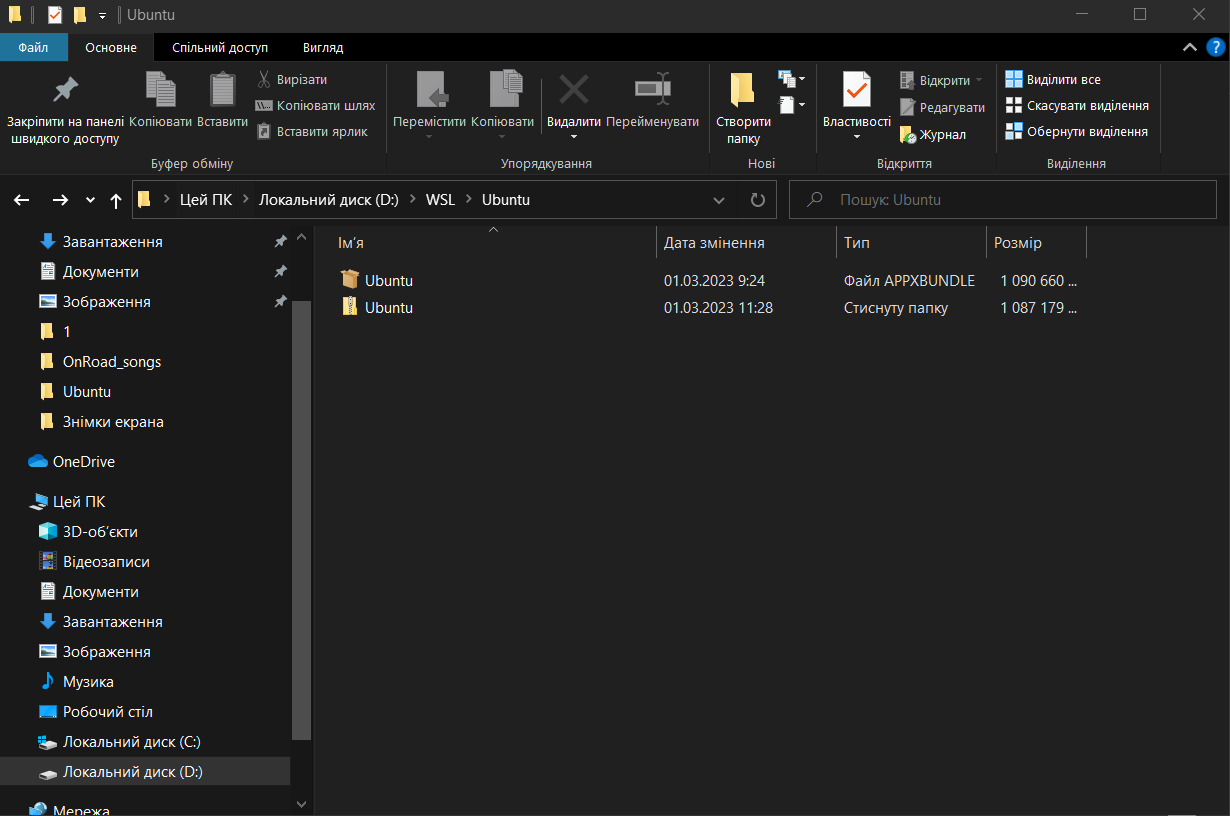 Ubuntu
Файл Основне Спільний доступ Вигляд
Закріпити на панелі швидкого доступу
Копіювати
Вставити
Вирізати
Копіювати шлях
Вставити ярлик
Буфер обміну
Перемістити
Копіювати
Видалити
Перейменувати
Упорядкування
Створити папку
Нові
Властивості
Відкрити
Редагувати
Журнал
Відкриття
Виділити все
Скасувати виділення
Обернути виділення
Виділення
Цей ПК Локальний диск (D:) WSL Ubuntu
Пошук: Ubuntu
Завантаження
Документи
Зображення
1
OnRoad_songs
Ubuntu
Знімки екрана
OneDrive
Цей ПК
3D-об’єкти
Відеозаписи
Документи
Завантаження
Зображення
Музика
Робочий стіл
Локальний диск (C:)
Локальний диск (D:)
Мережа
Ім’я Дата змінення Тип Розмір
Ubuntu 01.03.2023 9:24 Файл APPXBUNDLE 1 090 660 ...
Ubuntu 01.03.2023 11:28 Стиснуту папку 1 087 179 ...